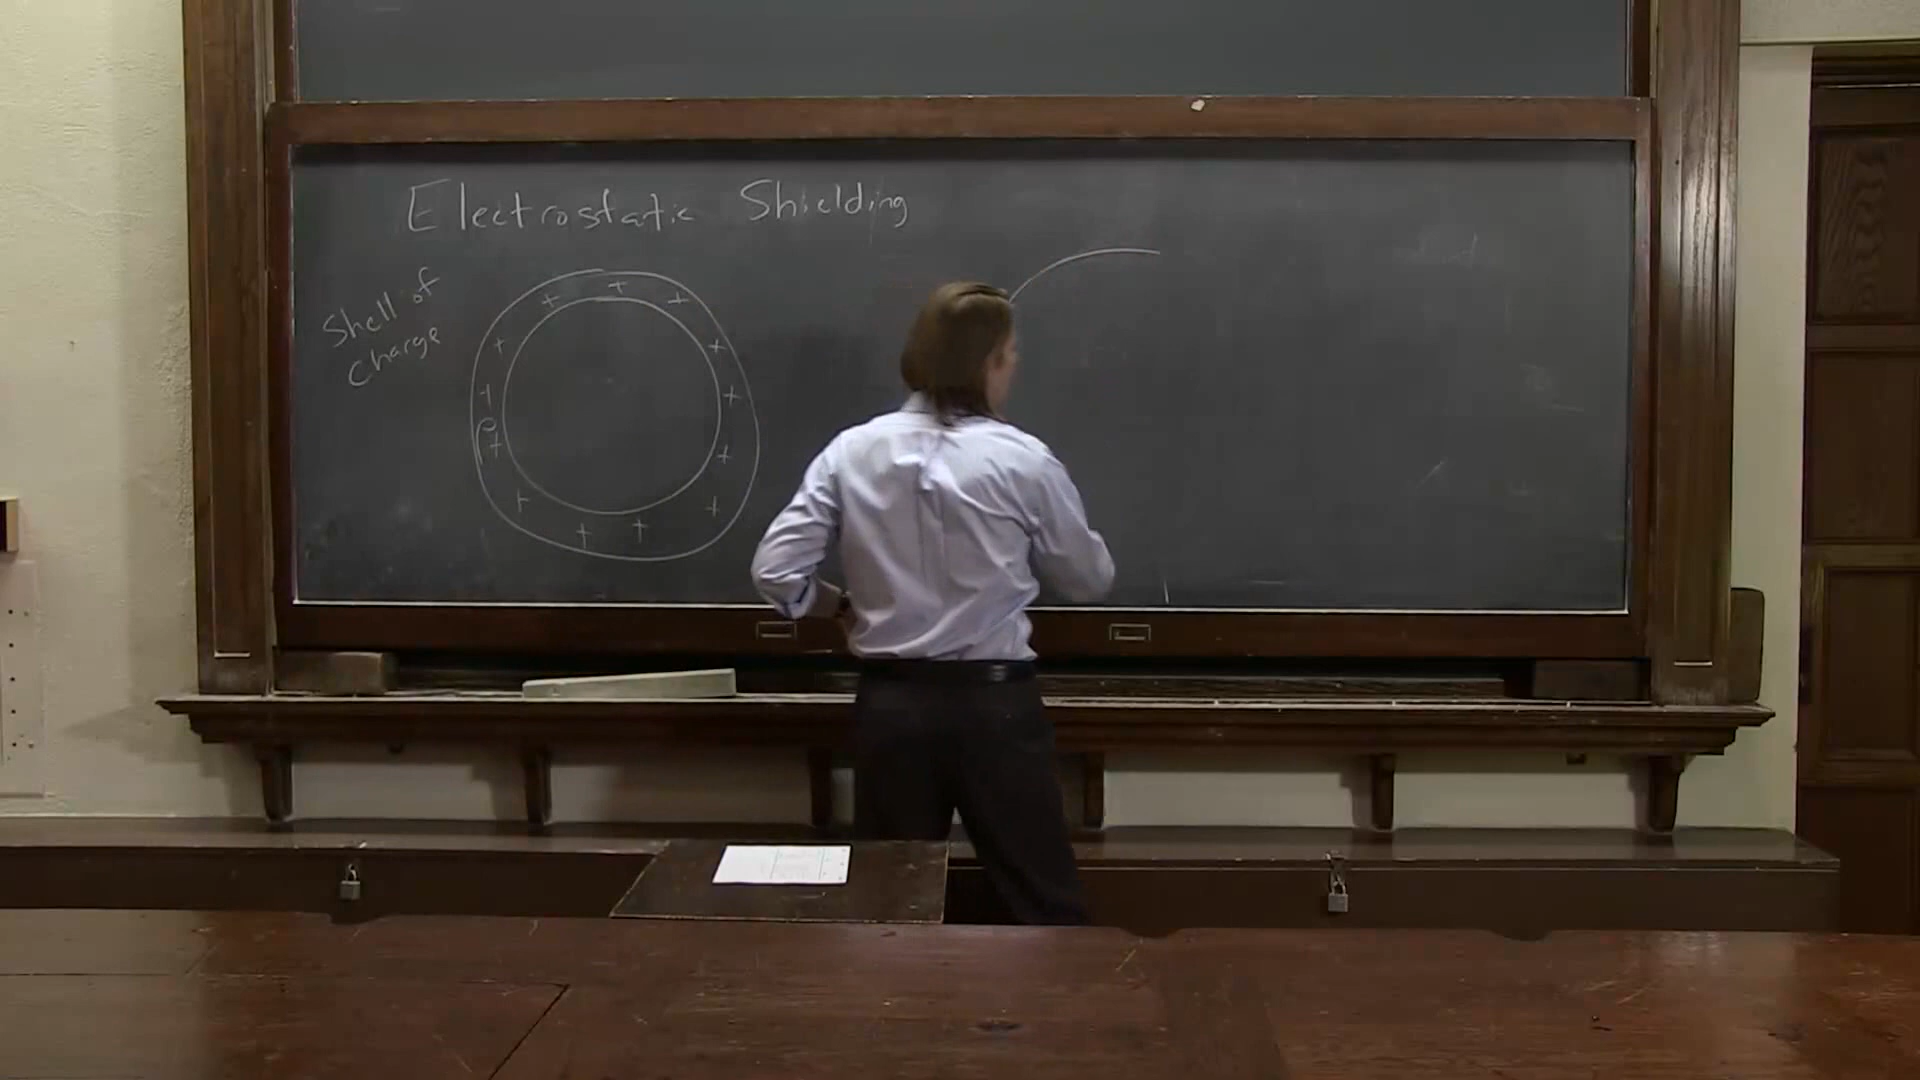 Electrostatic Shielding
Shell of
charge
+ + +
+ +
+ +
ρ
+ +
+ +
+ +